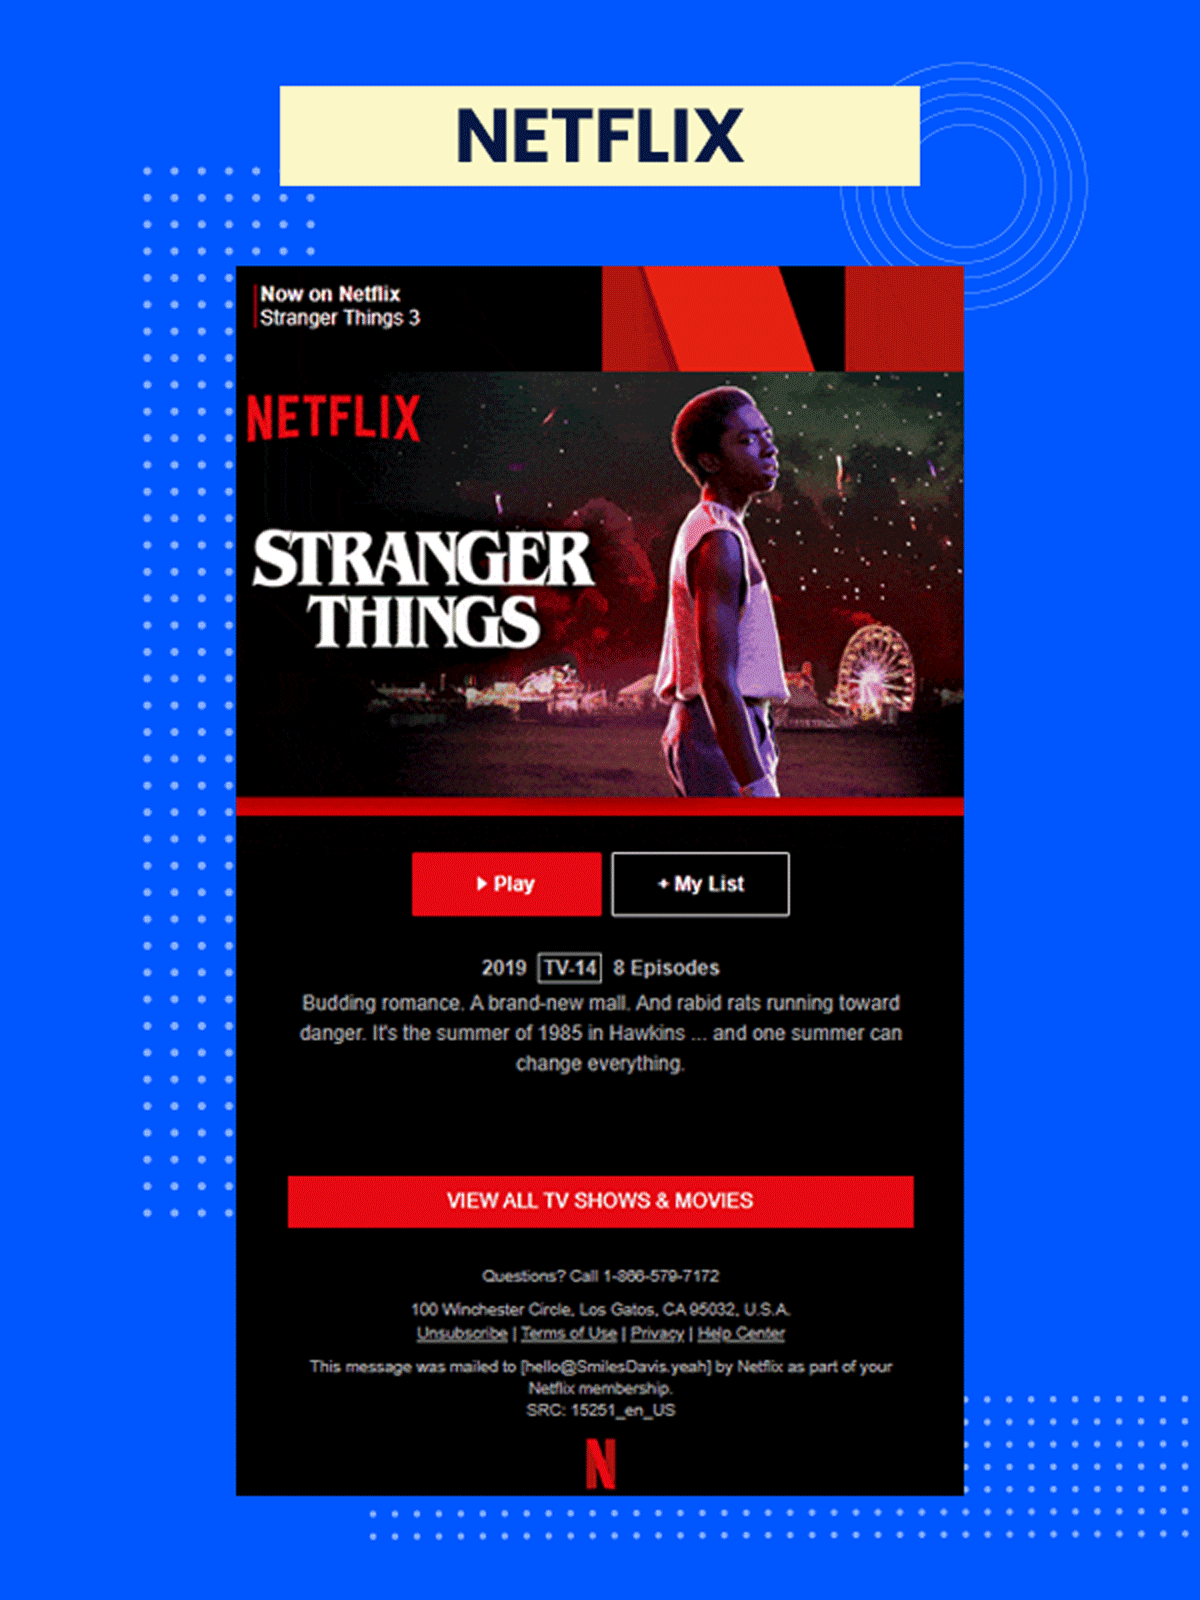 NETFLIX
Now on Netflix
Stranger Things 3
NETFLIX
STRANGER
THINGS
Play
+ My List
2019 TV-14 8 Episodes
Budding romance. A brand-new mall. And rabid rats running toward
danger. It's the summer of 1985 in Hawkins ... and one summer can
change everything.
VIEW ALL TV SHOWS & MOVIES
Questions? Call 1-866-579-7172
100 Winchester Circle, Los Gatos, CA 95032, U.S.A.
Unsubscribe | Terms of Use | Privacy | Help Center
This message was mailed to [hello@SmilesDavis.yeah] by Netflix as part of your
Netflix membership.
SRC: 15251_en_US
N